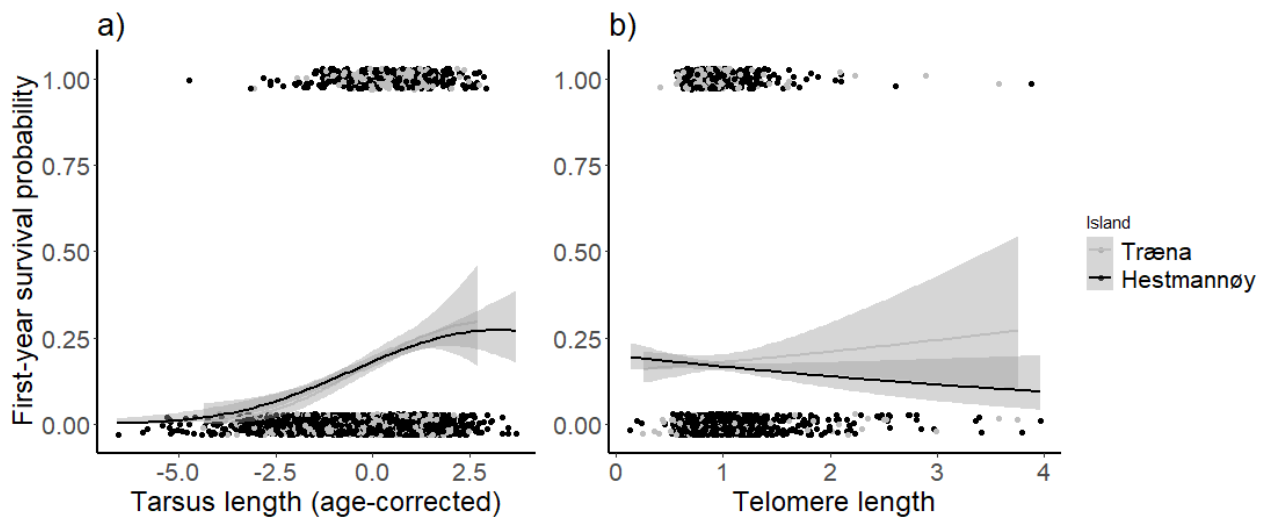 a)
First-year survival probability
1.00
0.75
0.50
0.25
0.00
-5.0 -2.5 0.0 2.5
Tarsus length (age-corrected)
b)
1.00
0.75
0.50
0.25
0.00
0 1 2 3 4
Telomere length
Island
Træna
Hestmannøy